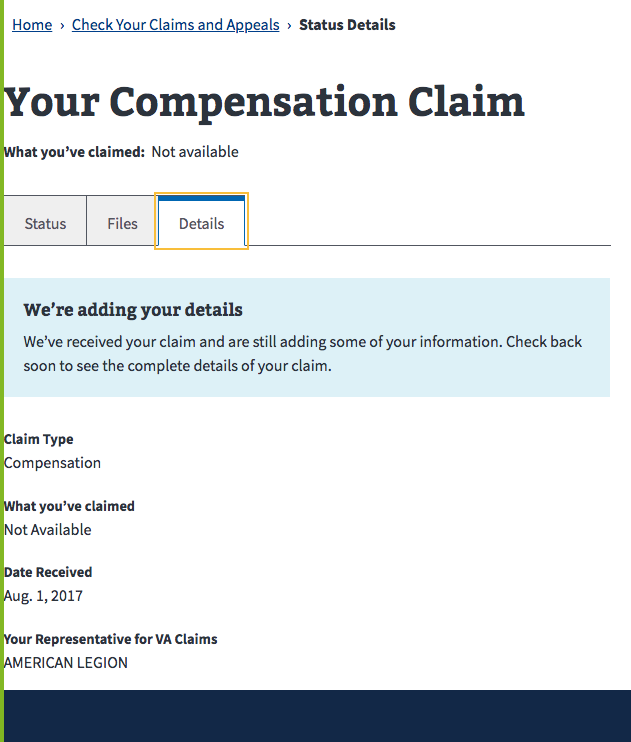 Home › Check Your Claims and Appeals › Status Details
Your Compensation Claim
What you’ve claimed: Not available
Status Files Details
We’re adding your details
We’ve received your claim and are still adding some of your information. Check back
soon to see the complete details of your claim.
Claim Type
Compensation
What you’ve claimed
Not Available
Date Received
Aug. 1, 2017
Your Representative for VA Claims
AMERICAN LEGION